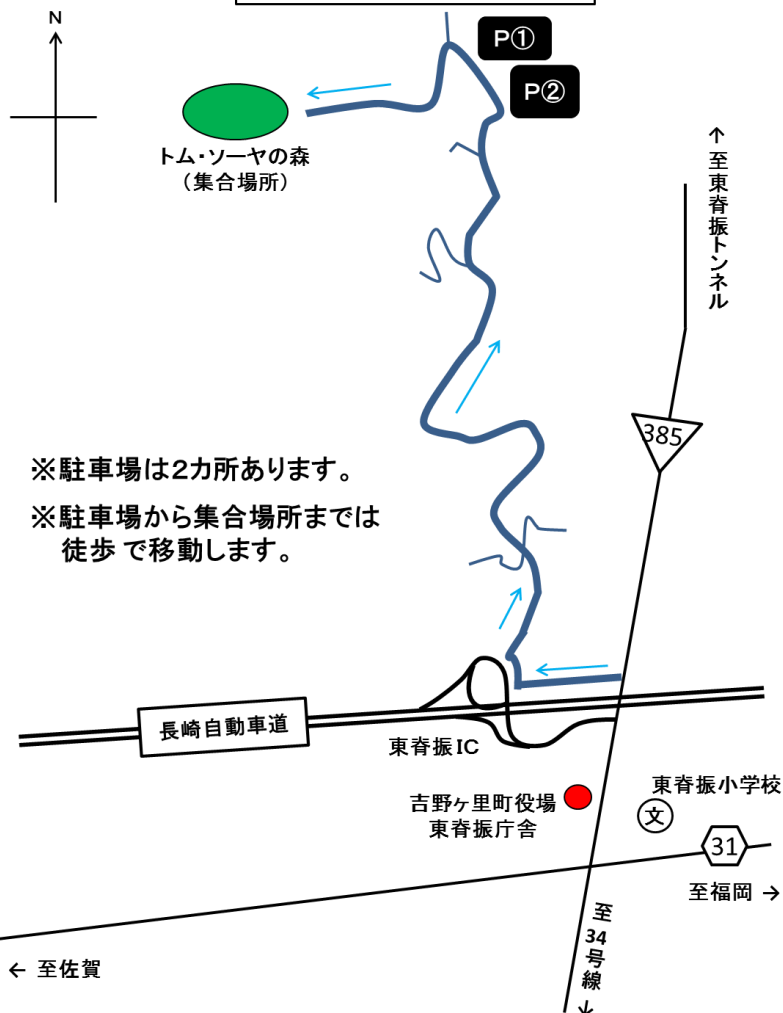 N
P①
P②
トム・ソーヤの森
（集合場所）
↑至東脊振トンネル
385
※駐車場は2カ所あります。
※駐車場から集合場所までは
徒歩で移動します。
長崎自動車道
東脊振IC
吉野ヶ里町役場
東脊振庁舎
東脊振小学校
文
31
至福岡→
←至佐賀
至34号線↓